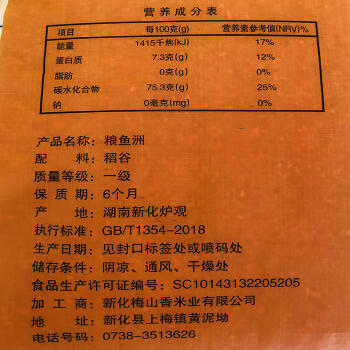 营养成分表
项目 每100克(g) 营养素参考值(NRV)%
能量 1415千焦(kJ) 17%
蛋白质 7.3克(g) 12%
脂肪 0克(g) 0%
碳水化合物 75.3克(g) 25%
钠 0毫克(mg) 0%
产品名称：粮鱼洲
配料：稻谷
质量等级：一级
保质期：6个月
产地：湖南新化炉观
执行标准：GB/T1354-2018
生产日期：见封口标签处或喷码处
储存条件：阴凉、通风、干燥处
食品生产许可证编号：SC10143132205205
加工商：新化梅山香米业有限公司
地址：新化县上梅镇黄泥坳
电话号码：0738-3513626